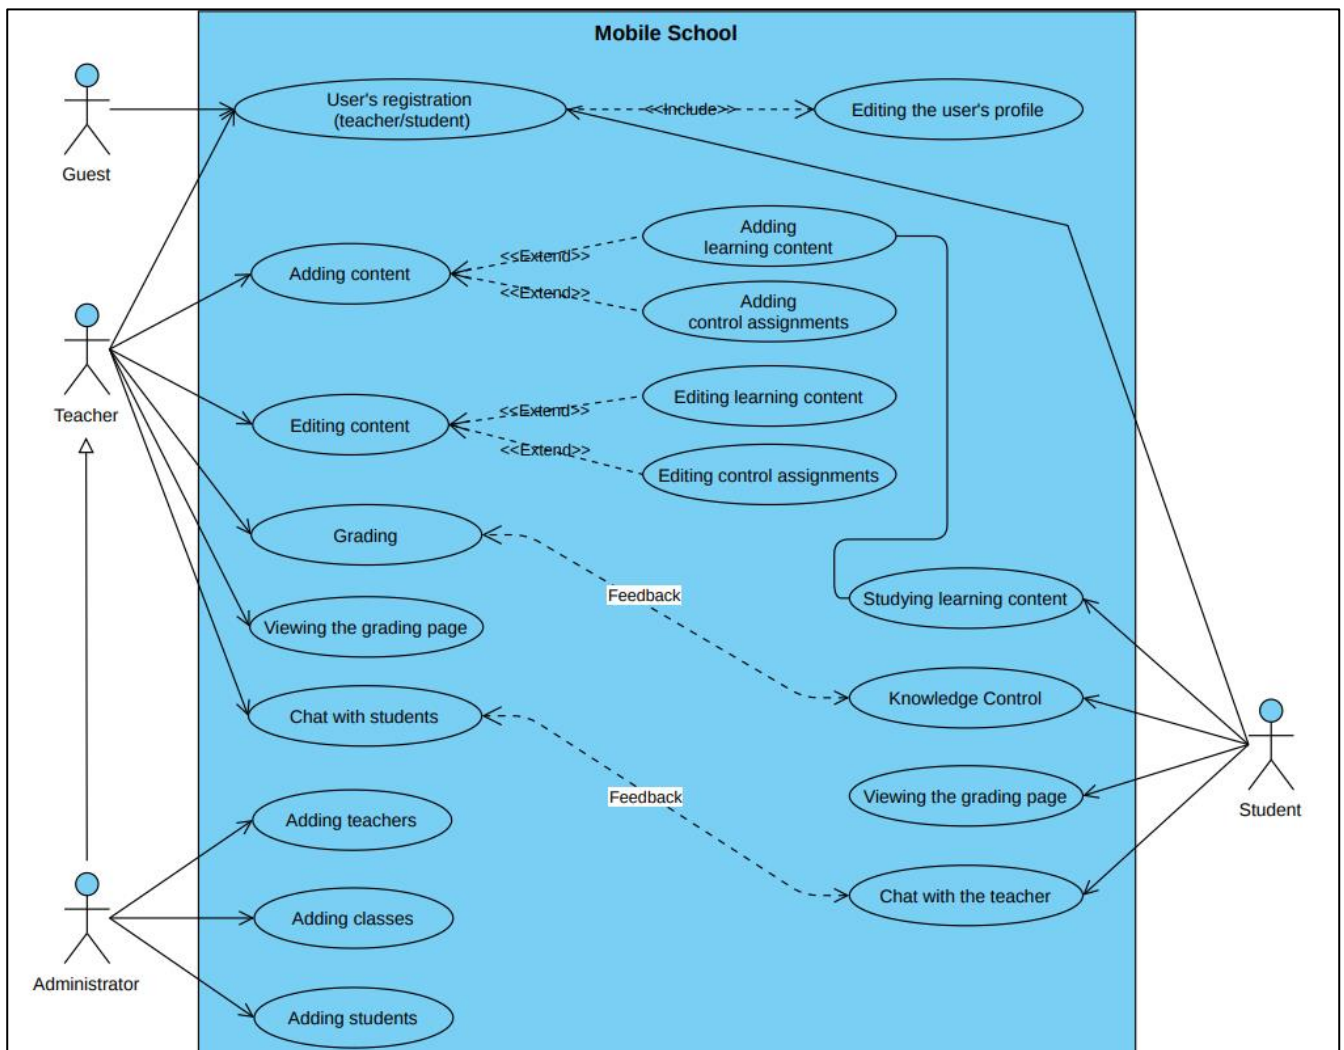 Mobile School
User's registration
(teacher/student)
<<Include>>
Editing the user's profile
Guest
Adding
learning content
<<Extend>>
Adding content
<<Extend>>
Adding
control assignments
Teacher
Editing learning content
<<Extend>>
Editing content
<<Extend>>
Editing control assignments
Grading
Feedback
Studying learning content
Viewing the grading page
Knowledge Control
Chat with students
Feedback
Viewing the grading page
Student
Adding teachers
Chat with the teacher
Adding classes
Administrator
Adding students